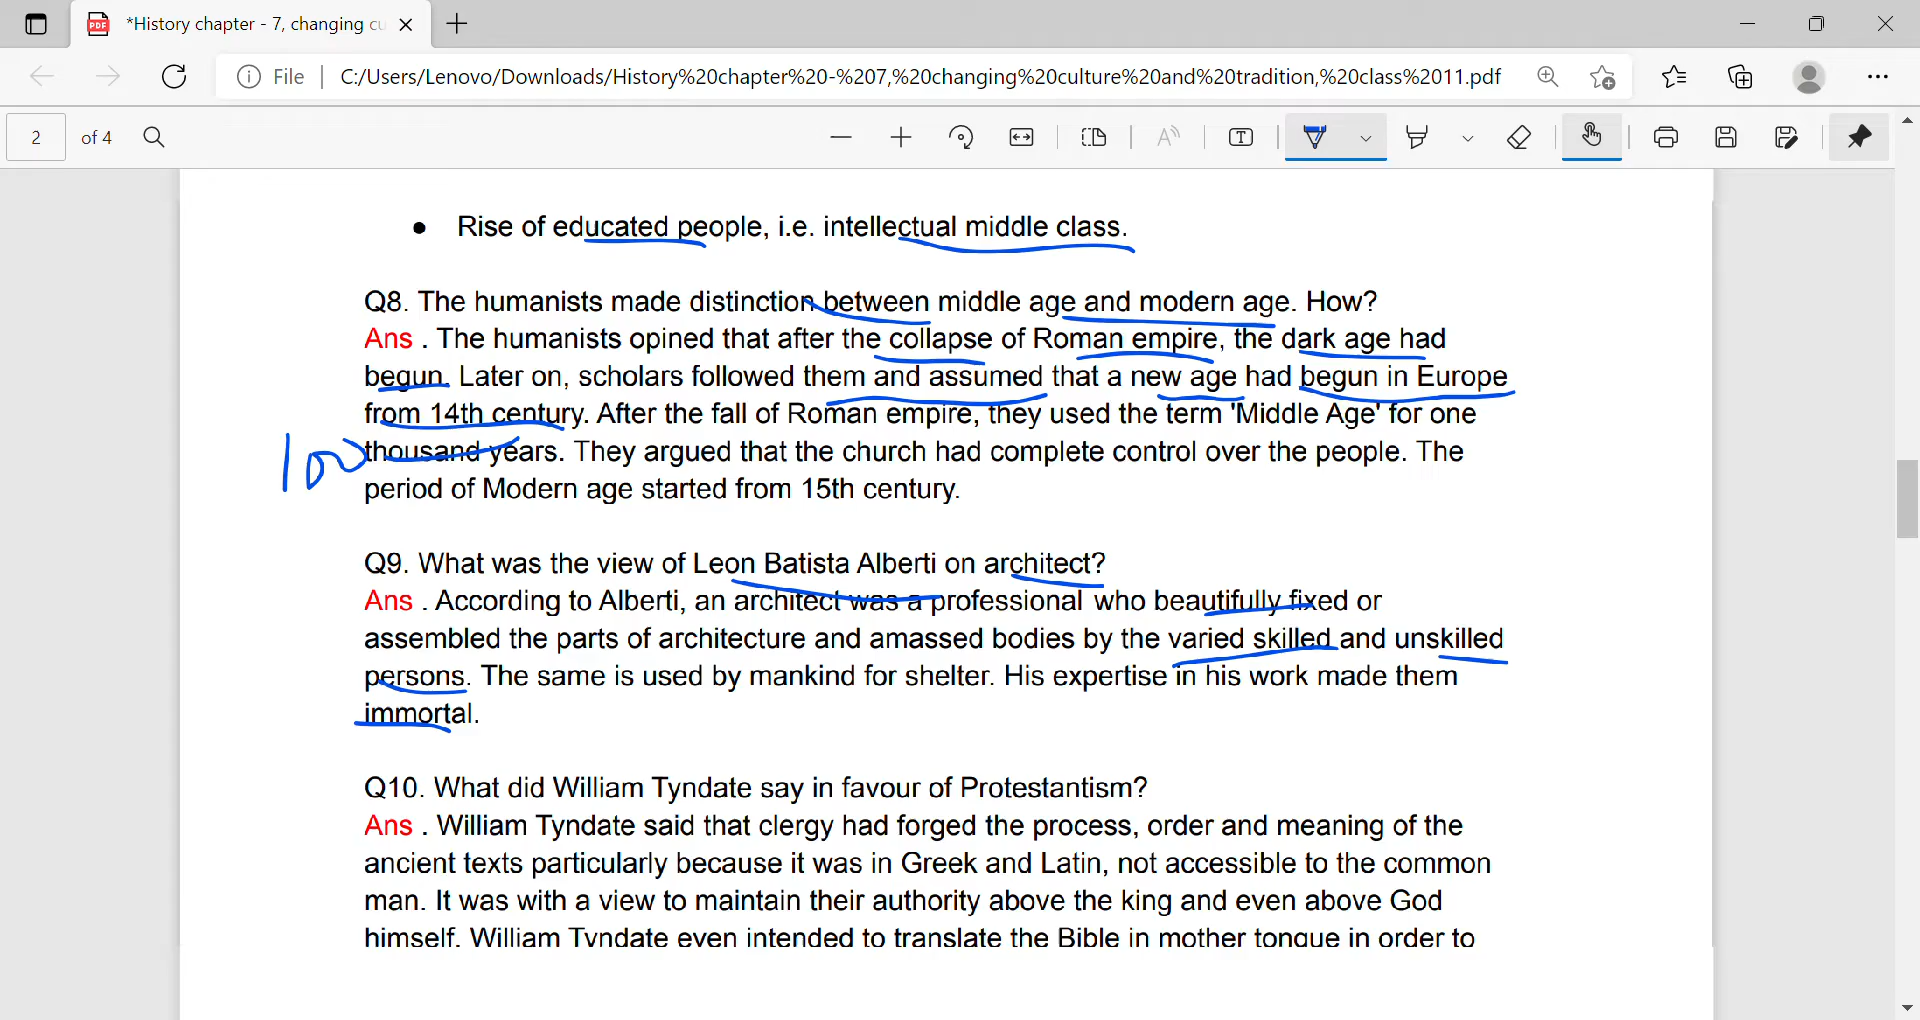 *History chapter - 7, changing cu
File
C:/Users/Lenovo/Downloads/History%20chapter%20-%207,%20changing%20culture%20and%20tradition,%20class%2011.pdf
2 of 4
• Rise of educated people, i.e. intellectual middle class.
Q8. The humanists made distinction between middle age and modern age. How?
Ans . The humanists opined that after the collapse of Roman empire, the dark age had
begun. Later on, scholars followed them and assumed that a new age had begun in Europe
from 14th century. After the fall of Roman empire, they used the term 'Middle Age' for one
thousand years. They argued that the church had complete control over the people. The
period of Modern age started from 15th century.
Q9. What was the view of Leon Batista Alberti on architect?
Ans . According to Alberti, an architect was a professional who beautifully fixed or
assembled the parts of architecture and amassed bodies by the varied skilled and unskilled
persons. The same is used by mankind for shelter. His expertise in his work made them
immortal.
Q10. What did William Tyndate say in favour of Protestantism?
Ans . William Tyndate said that clergy had forged the process, order and meaning of the
ancient texts particularly because it was in Greek and Latin, not accessible to the common
man. It was with a view to maintain their authority above the king and even above God
himself. William Tyndate even intended to translate the Bible in mother tongue in order to